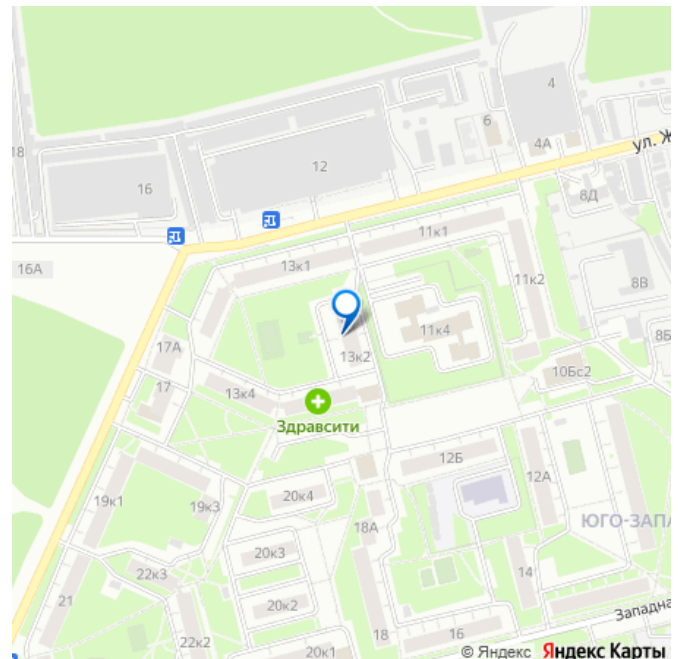 4
6
12
4А
ул. Ж
18
16
8Д
11к1
16А
13к1
11к2
8В
11к4
17А
13к2
8Б
10Бс2
17
13к4
Здравсити
12Б
12А
19к1
19к3
20к4
18А
ЮГО-ЗАПА
20к3
22к3
14
21
20к2
Западна
22к2
18
16
20к1
© Яндекс Яндекс Карты